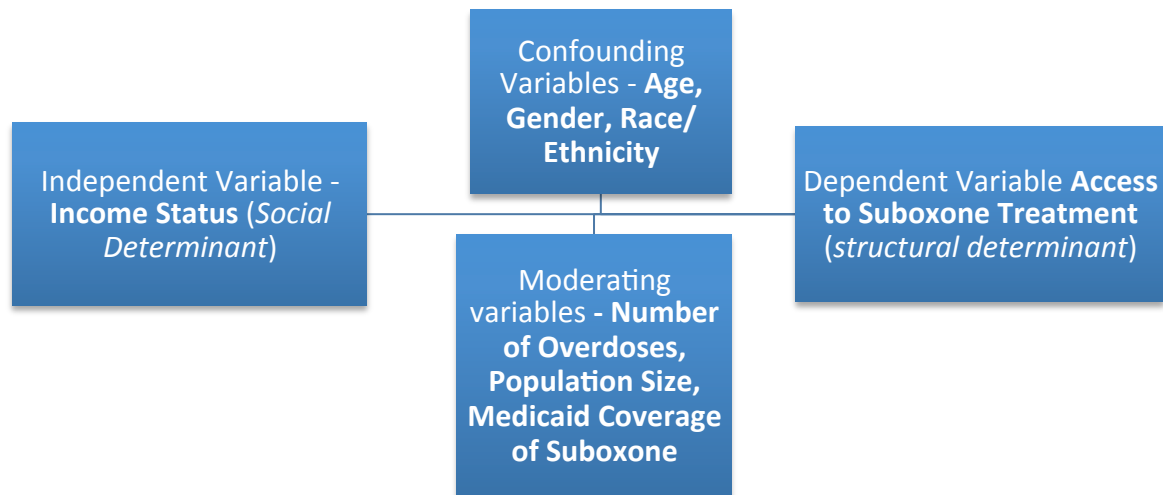 Confounding
Variables - Age,
Gender, Race/
Ethnicity
Independent Variable -
Income Status (Social
Determinant)
Dependent Variable Access
to Suboxone Treatment
(structural determinant)
Moderating
variables - Number
of Overdoses,
Population Size,
Medicaid Coverage
of Suboxone